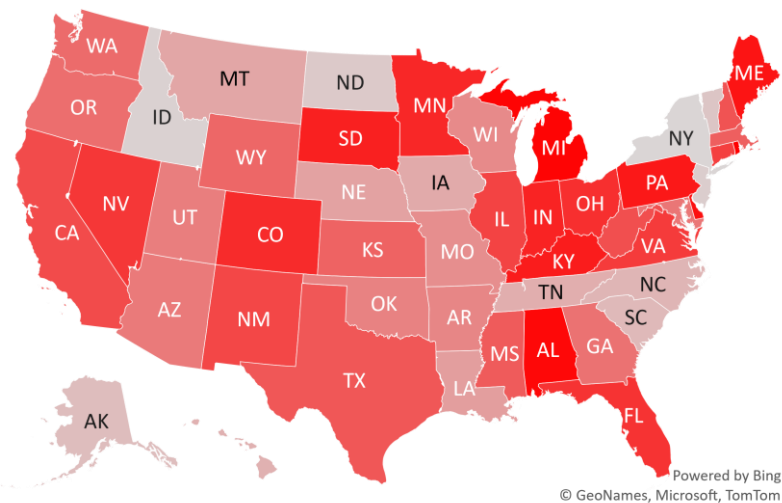 WA
MT
ND
MN
ME
OR
ID
SD
WI
MI
NY
WY
IA
PA
NE
NV
UT
CO
IL
IN
OH
CA
KS
MO
KY
VA
TN
NC
AZ
NM
OK
AR
SC
MS
AL
GA
TX
LA
AK
FL
Powered by Bing
© GeoNames, Microsoft, TomTom